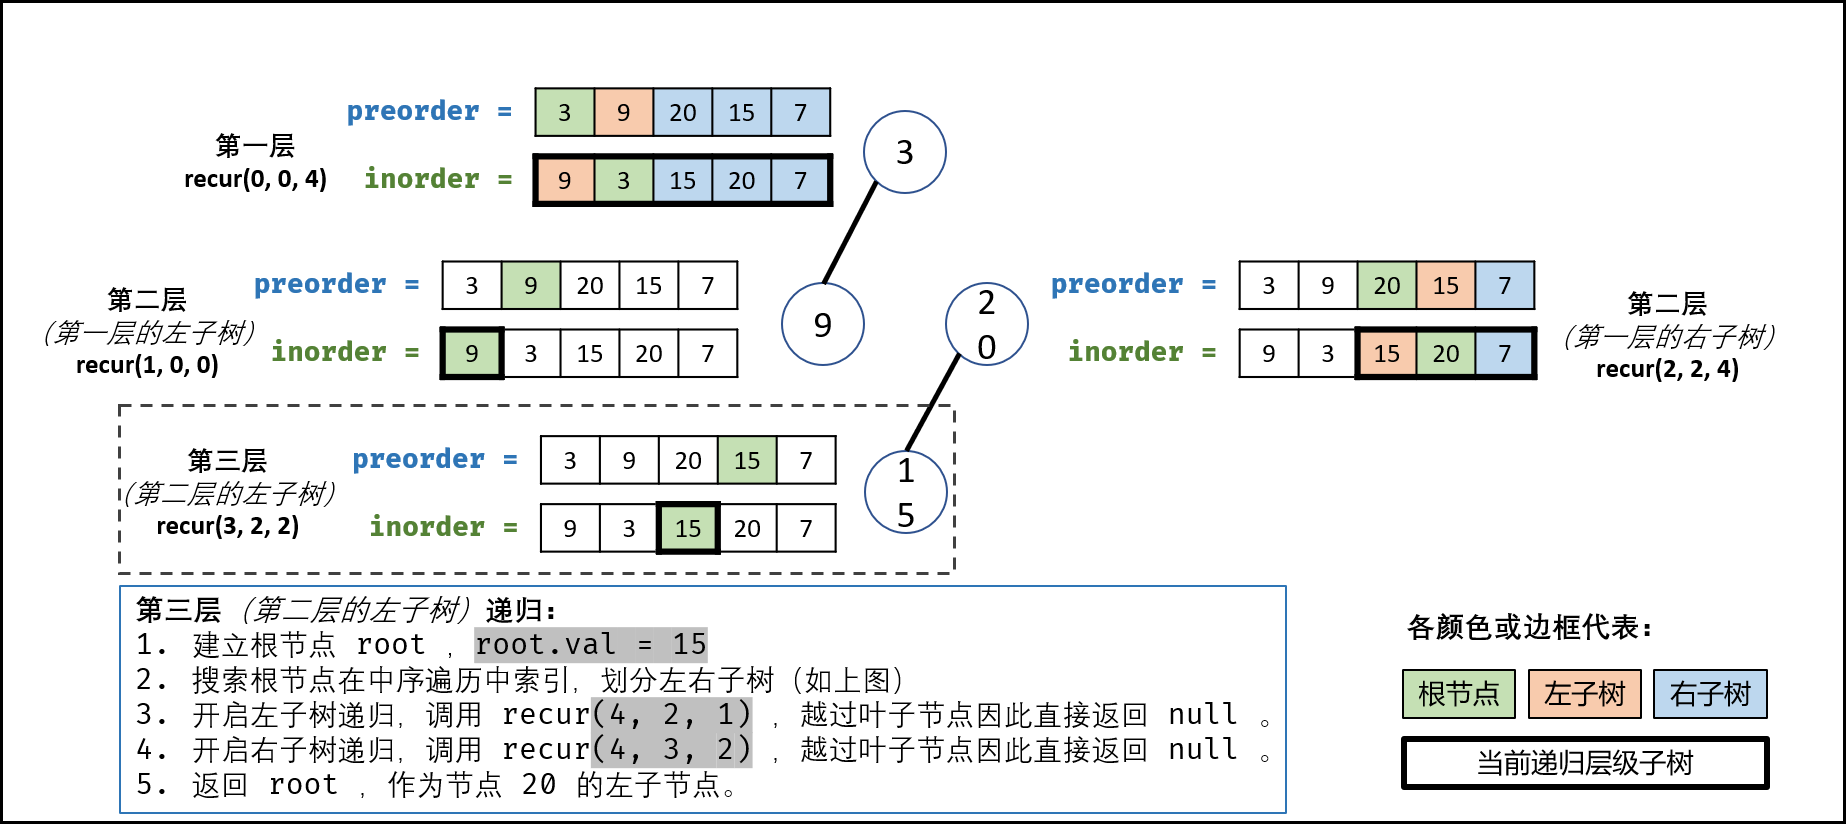 preorder = 3 9 20 15 7
第一层
recur(0, 0, 4)
inorder = 9 3 15 20 7
3
preorder = 3 9 20 15 7
第二层
（第一层的左子树）
recur(1, 0, 0)
inorder = 9 3 15 20 7
9
2
0
preorder = 3 9 20 15 7
inorder = 9 3 15 20 7
第二层
（第一层的右子树）
recur(2, 2, 4)
第三层
（第二层的左子树）
recur(3, 2, 2)
preorder = 3 9 20 15 7
inorder = 9 3 15 20 7
1
5
第三层（第二层的左子树）递归：
1. 建立根节点 root ，root.val = 15
2. 搜索根节点在中序遍历中索引，划分左右子树（如上图）
3. 开启左子树递归，调用 recur(4, 2, 1) ，越过叶子节点因此直接返回 null 。
4. 开启右子树递归，调用 recur(4, 3, 2) ，越过叶子节点因此直接返回 null 。
5. 返回 root ，作为节点 20 的左子节点。
各颜色或边框代表：
根节点 左子树 右子树
当前递归层级子树